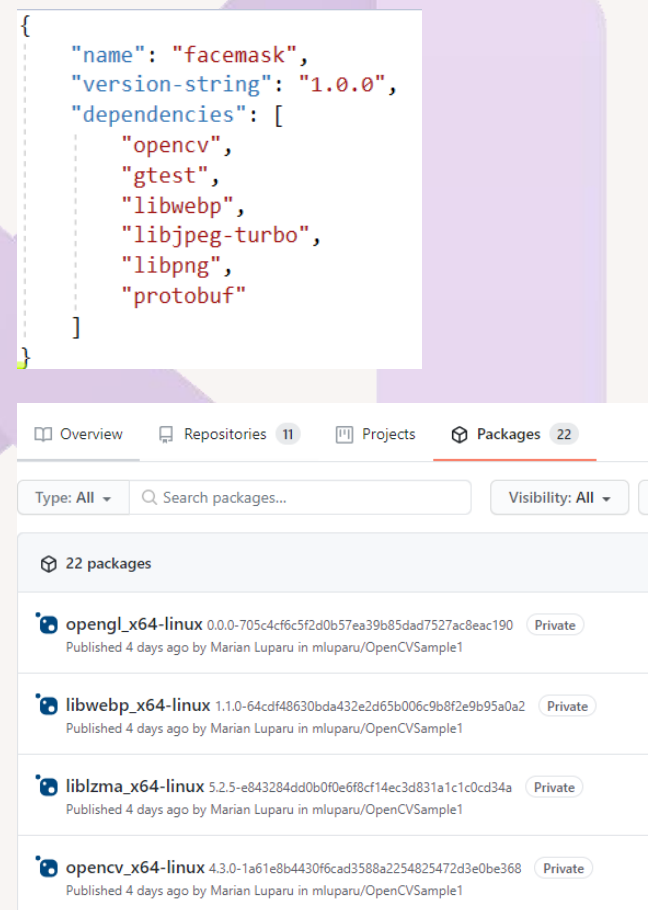 {
"name": "facemask",
"version-string": "1.0.0",
"dependencies": [
"opencv",
"gtest",
"libwebp",
"libjpeg-turbo",
"libpng",
"protobuf"
]
}
Overview Repositories 11 Projects Packages 22
Type: All Search packages... Visibility: All
22 packages
opengl_x64-linux 0.0.0-705c4cf6c5f2d0b57ea39b85dad7527ac8eac190 Private
Published 4 days ago by Marian Luparu in mluparu/OpenCVSample1
libwebp_x64-linux 1.1.0-64cdf48630bda432e2d65b006c9b8f2e9b95a0a2 Private
Published 4 days ago by Marian Luparu in mluparu/OpenCVSample1
liblzma_x64-linux 5.2.5-e843284dd0b0f0e6f8cf14ec3d831a1c1c0cd34a Private
Published 4 days ago by Marian Luparu in mluparu/OpenCVSample1
opencv_x64-linux 4.3.0-1a61e8b4430f6cad3588a2254825472d3e0be368 Private
Published 4 days ago by Marian Luparu in mluparu/OpenCVSample1